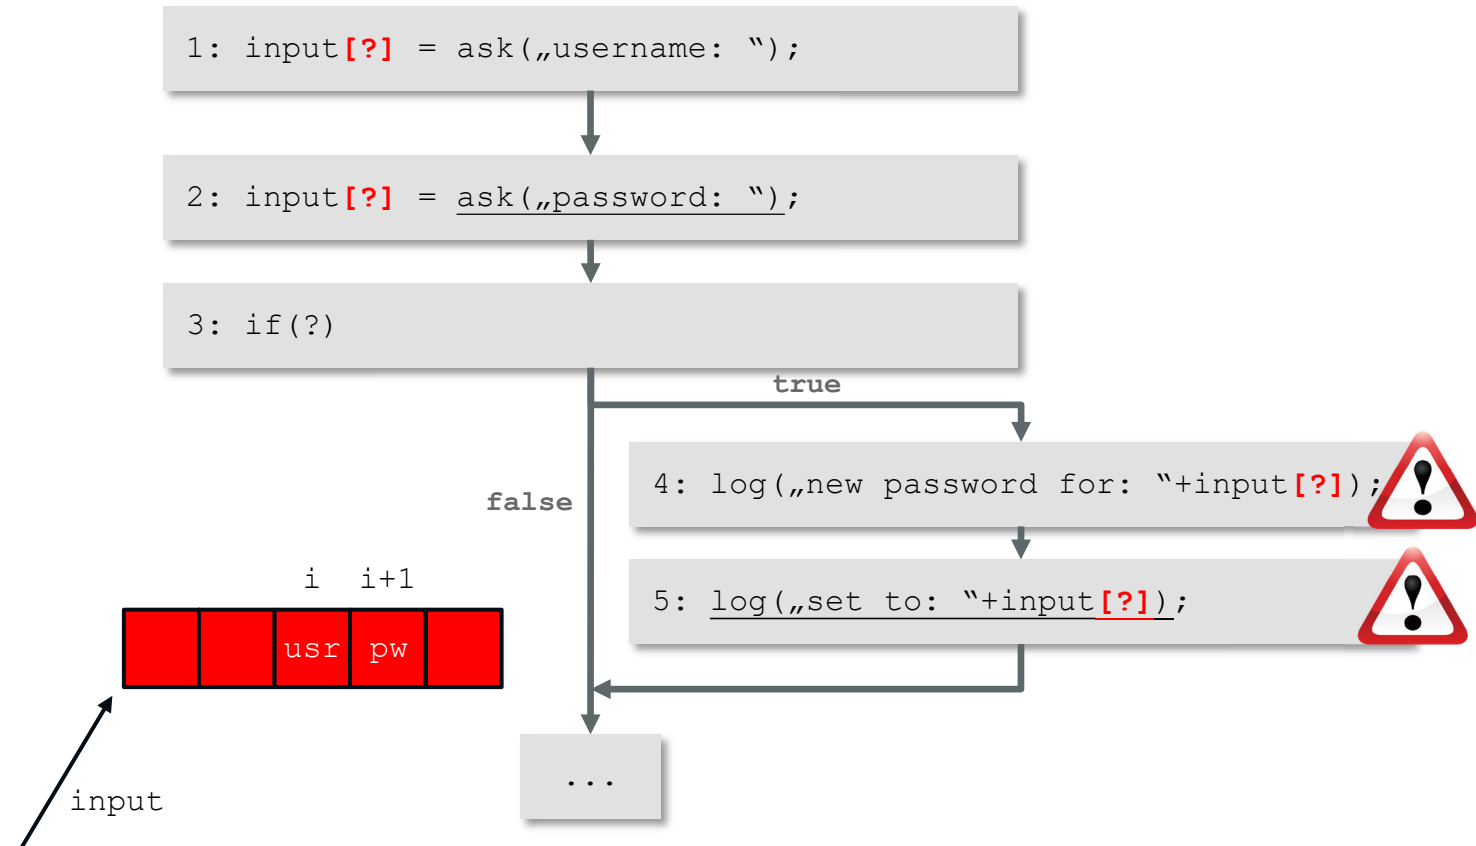 1: input[?] = ask(„username: “);
2: input[?] = ask(„password: “);
3: if(?)
true
4: log(„new password for: “+input[?]);
false
5: log(„set to: “+input[?]);
i i+1
usr pw
...
input